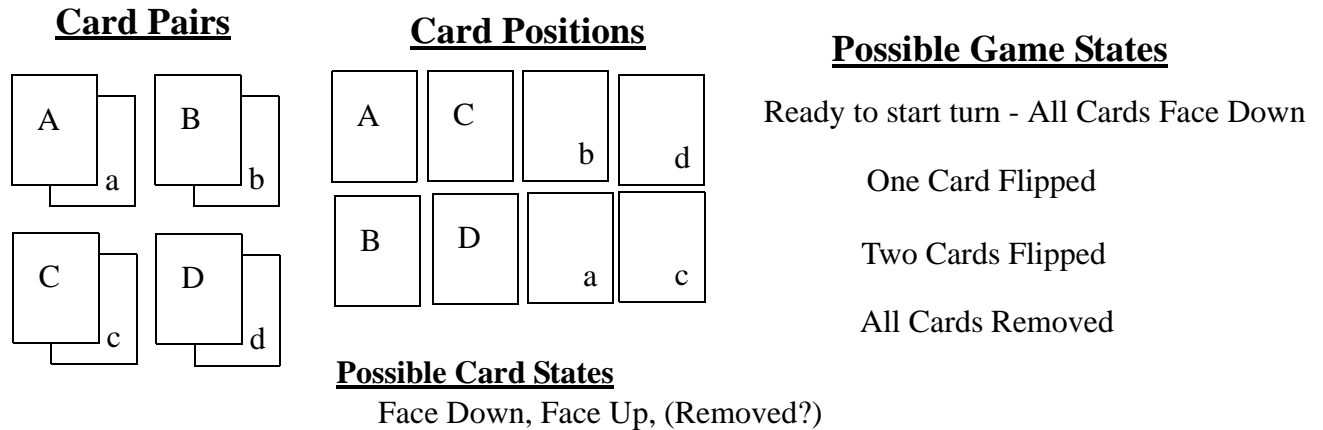 Card Pairs
A
a
B
b
C
c
D
d
Card Positions
A
C
b
d
B
D
a
c
Possible Card States
Face Down, Face Up, (Removed?)
Possible Game States
Ready to start turn - All Cards Face Down
One Card Flipped
Two Cards Flipped
All Cards Removed